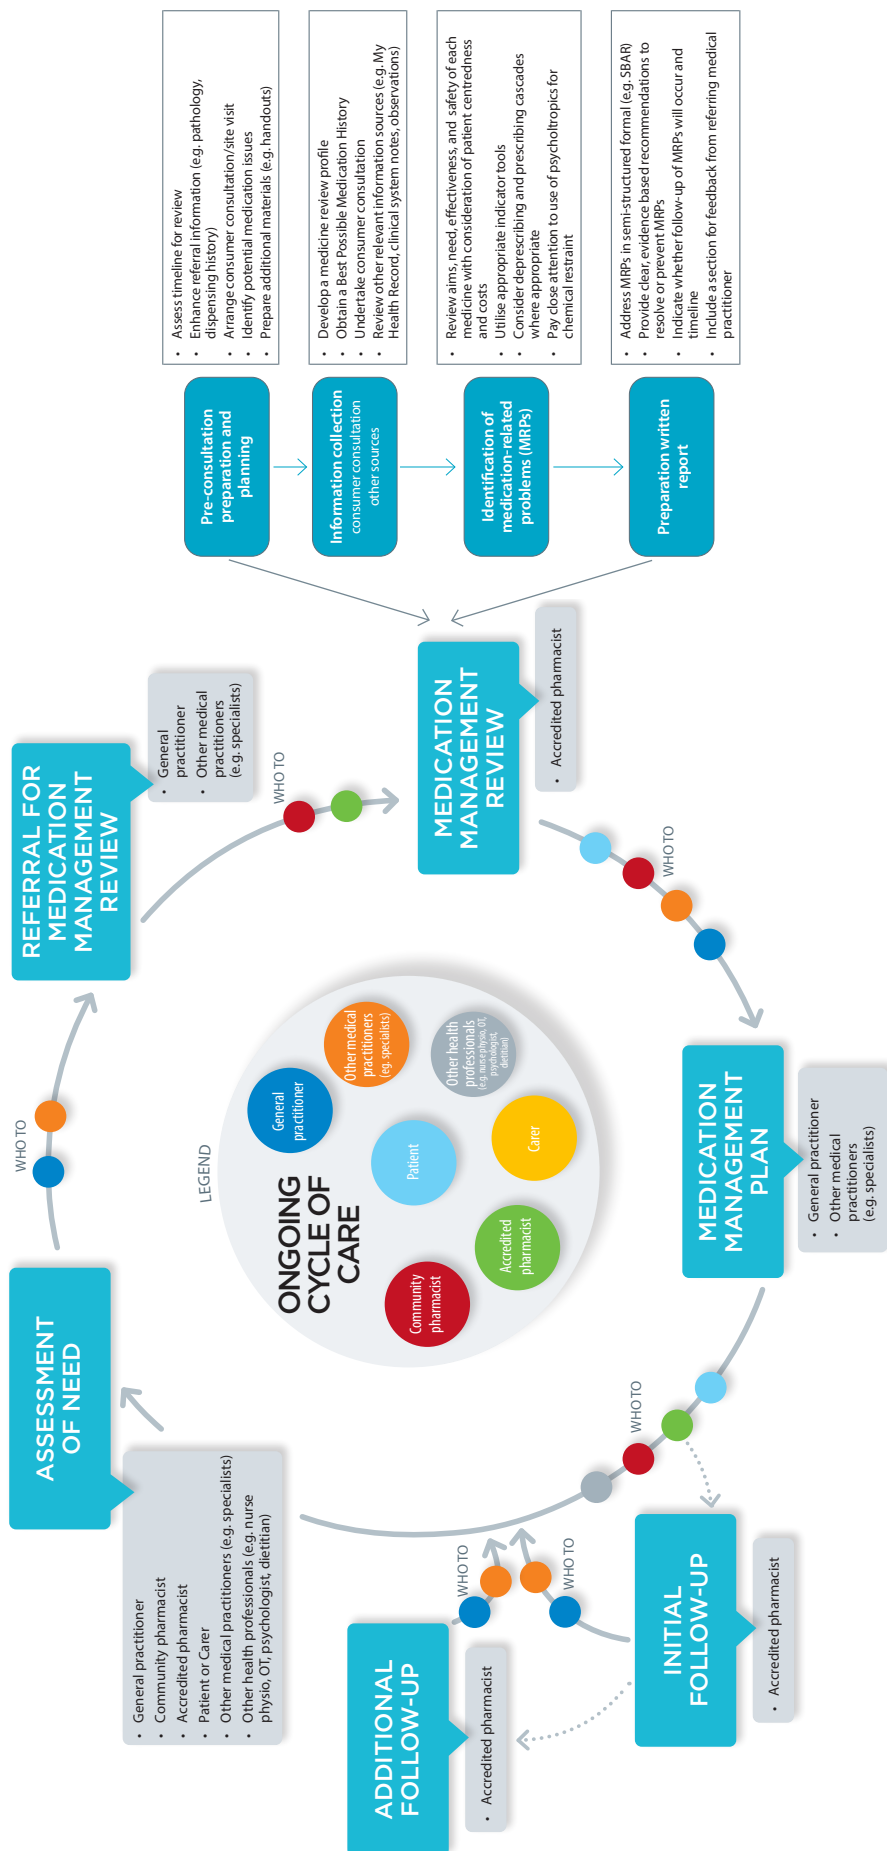 ASSESSMENT
OF NEED
• General practitioner
• Community pharmacist
• Accredited pharmacist
• Patient or Carer
• Other medical practitioners (e.g. specialists)
• Other health professionals (e.g. nurse
physio, OT, psychologist, dietitian)
WHO TO
REFERRAL FOR
MEDICATION
MANAGEMENT
REVIEW
• General
practitioner
• Other medical
practitioners
(e.g. specialists)
WHO TO
MEDICATION
MANAGEMENT
REVIEW
• Accredited pharmacist
Pre-consultation
preparation and
planning
• Assess timeline for review
• Enhance referral information (e.g. pathology,
dispensing history)
• Arrange consumer consultation/site visit
• Identify potential medication issues
• Prepare additional materials (e.g. handouts)
Information collection
consumer consultation
other sources
• Develop a medicine review profile
• Obtain a Best Possible Medication History
• Undertake consumer consultation
• Review other relevant information sources (e.g. My
Health Record, clinical system notes, observations)
Identification of
medication-related
problems (MRPs)
• Review aims, need, effectiveness, and safety of each
medicine with consideration of patient centredness
and costs
• Utilise appropriate indicator tools
• Consider deprescribing and prescribing cascades
where appropriate
• Pay close attention to use of psycholtropics for
chemical restraint
Preparation written
report
• Address MRPs in semi-structured formal (e.g. SBAR)
• Provide clear, evidence based recommendations to
resolve or prevent MRPs
• Indicate whether follow-up of MRPs will occur and
timeline
• Include a section for feedback from referring medical
practitioner
WHO TO
MEDICATION
MANAGEMENT
PLAN
• General practitioner
• Other medical
practitioners
(e.g. specialists)
WHO TO
INITIAL
FOLLOW-UP
• Accredited pharmacist
WHO TO
ADDITIONAL
FOLLOW-UP
• Accredited pharmacist
WHO TO
LEGEND
ONGOING
CYCLE OF
CARE
General
practitioner
Other medical
practitioners
(eg. specialists)
Patient
Other health
professionals
(e.g. nurse physio, OT,
psychologist,
dietitian)
Community
pharmacist
Accredited
pharmacist
Carer